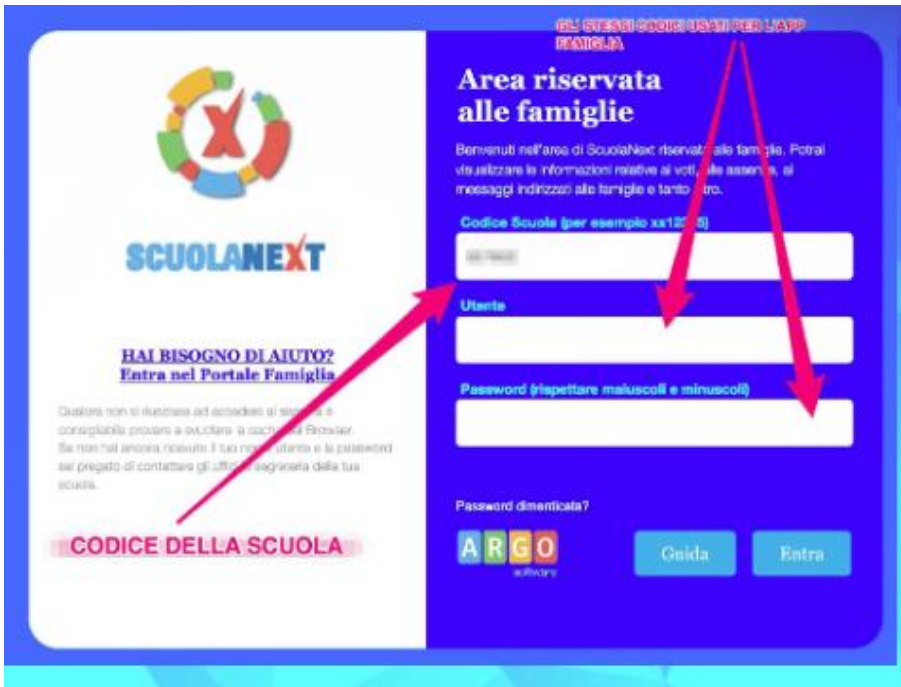 GLI STESSI CODICI USATI PER L'APP
FAMIGLIA
SCUOLANEXT
HAI BISOGNO DI AIUTO?
Entra nel Portale Famiglia
Qualora non si riuscisse ad accedere al è
consigliabile provare a svuotare la Browser.
Se non hai ancora ricevuto il tuo nome utente e la password
sei pregato di contattare gli uffici segreteria della tua
scuola.
CODICE DELLA SCUOLA
Area riservata
alle famiglie
Benvenuti nell'area di ScuolaNext riservata alle famiglie. Potrai
visualizzare le informazioni relative ai voti, alle assenze, ai
messaggi indirizzati alle famiglie e tanto altro.
Codice Scuola (per esempio xx12345)
Utente
Password (rispettare maiuscoli e minuscoli)
Password dimenticata?
ARGO
software
Guida
Entra